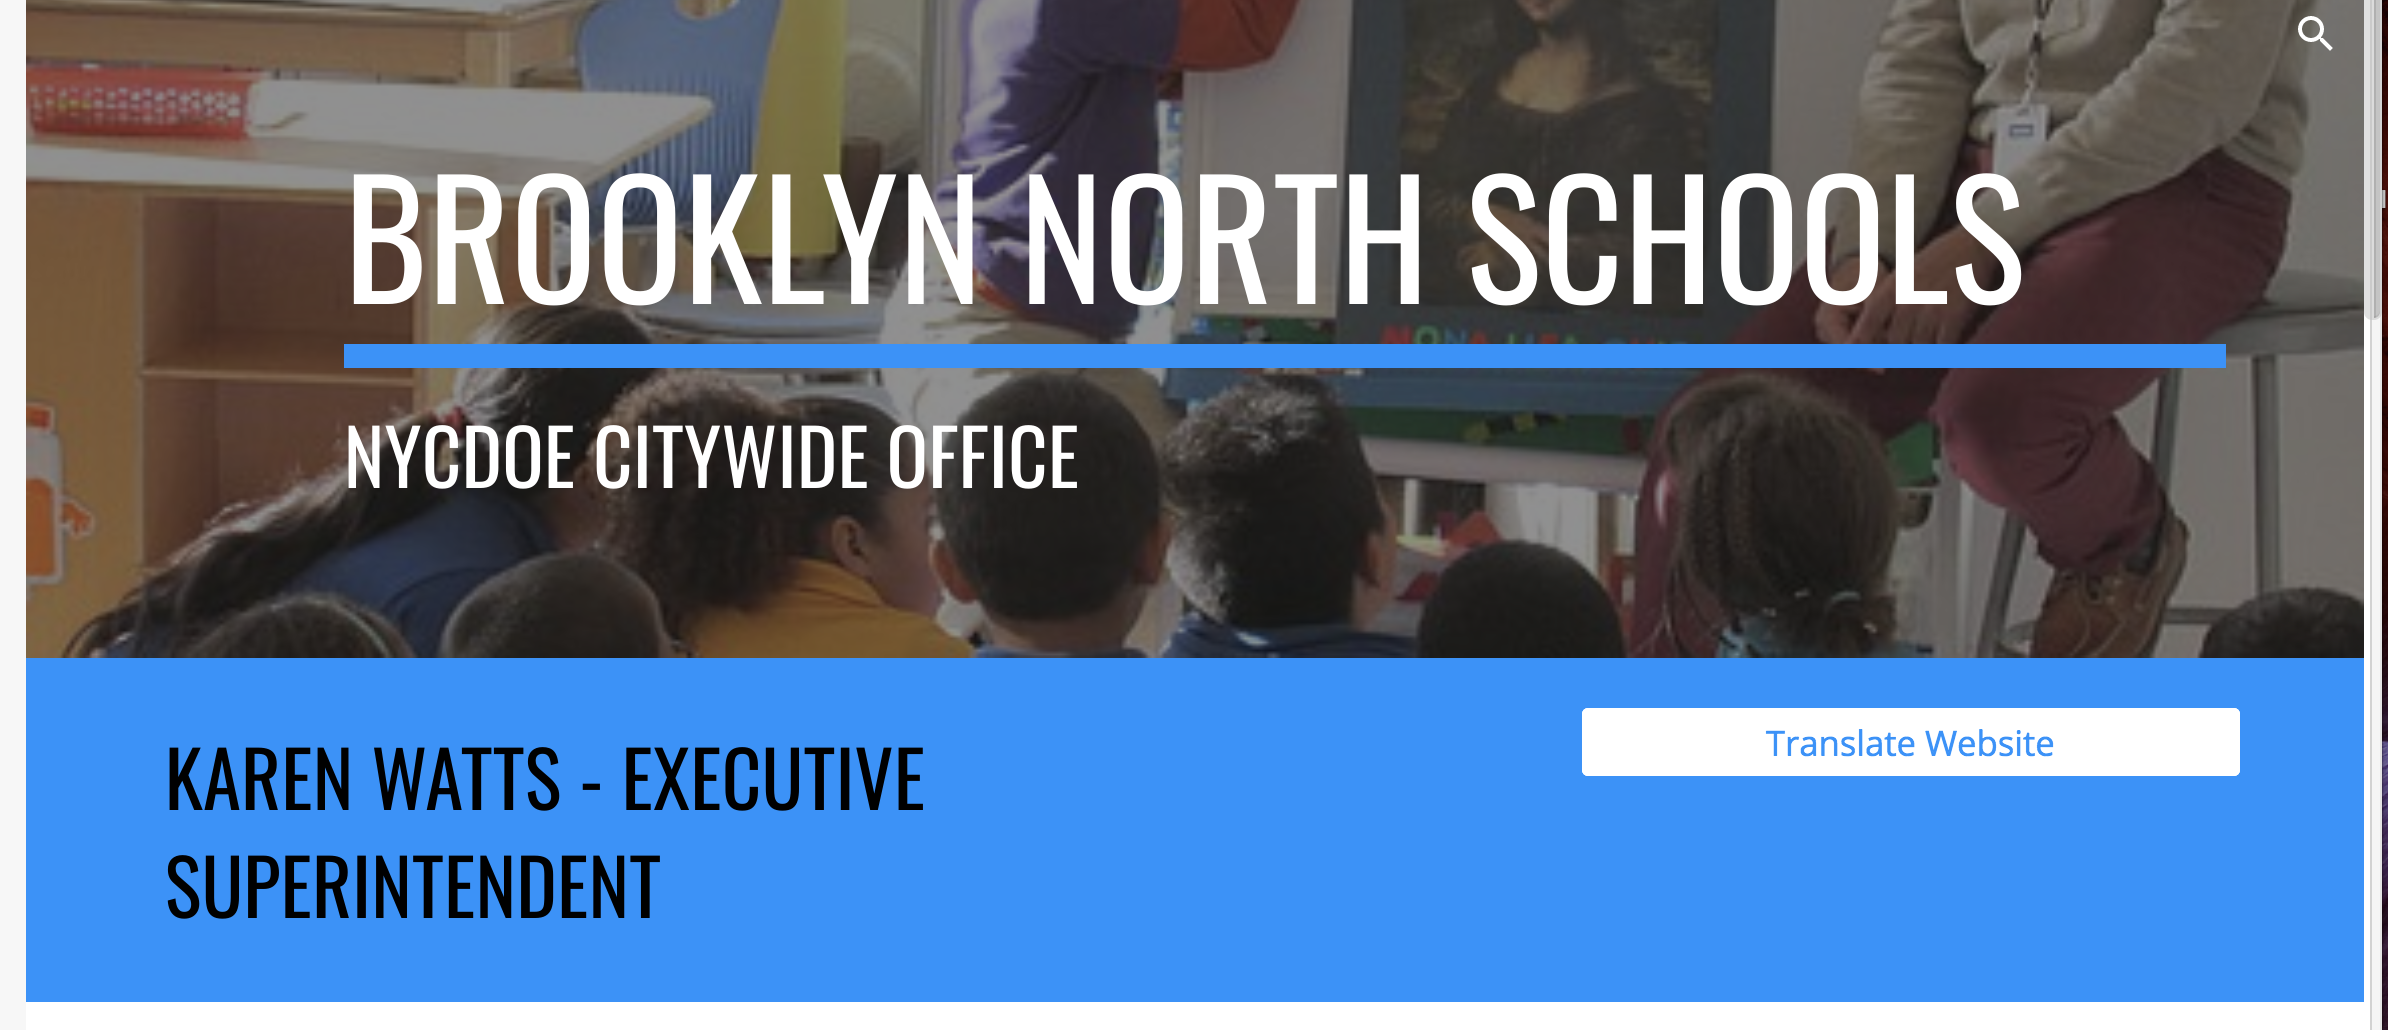 BROOKLYN NORTH SCHOOLS
NYCDOE CITYWIDE OFFICE
Translate Website
KAREN WATTS - EXECUTIVE
SUPERINTENDENT